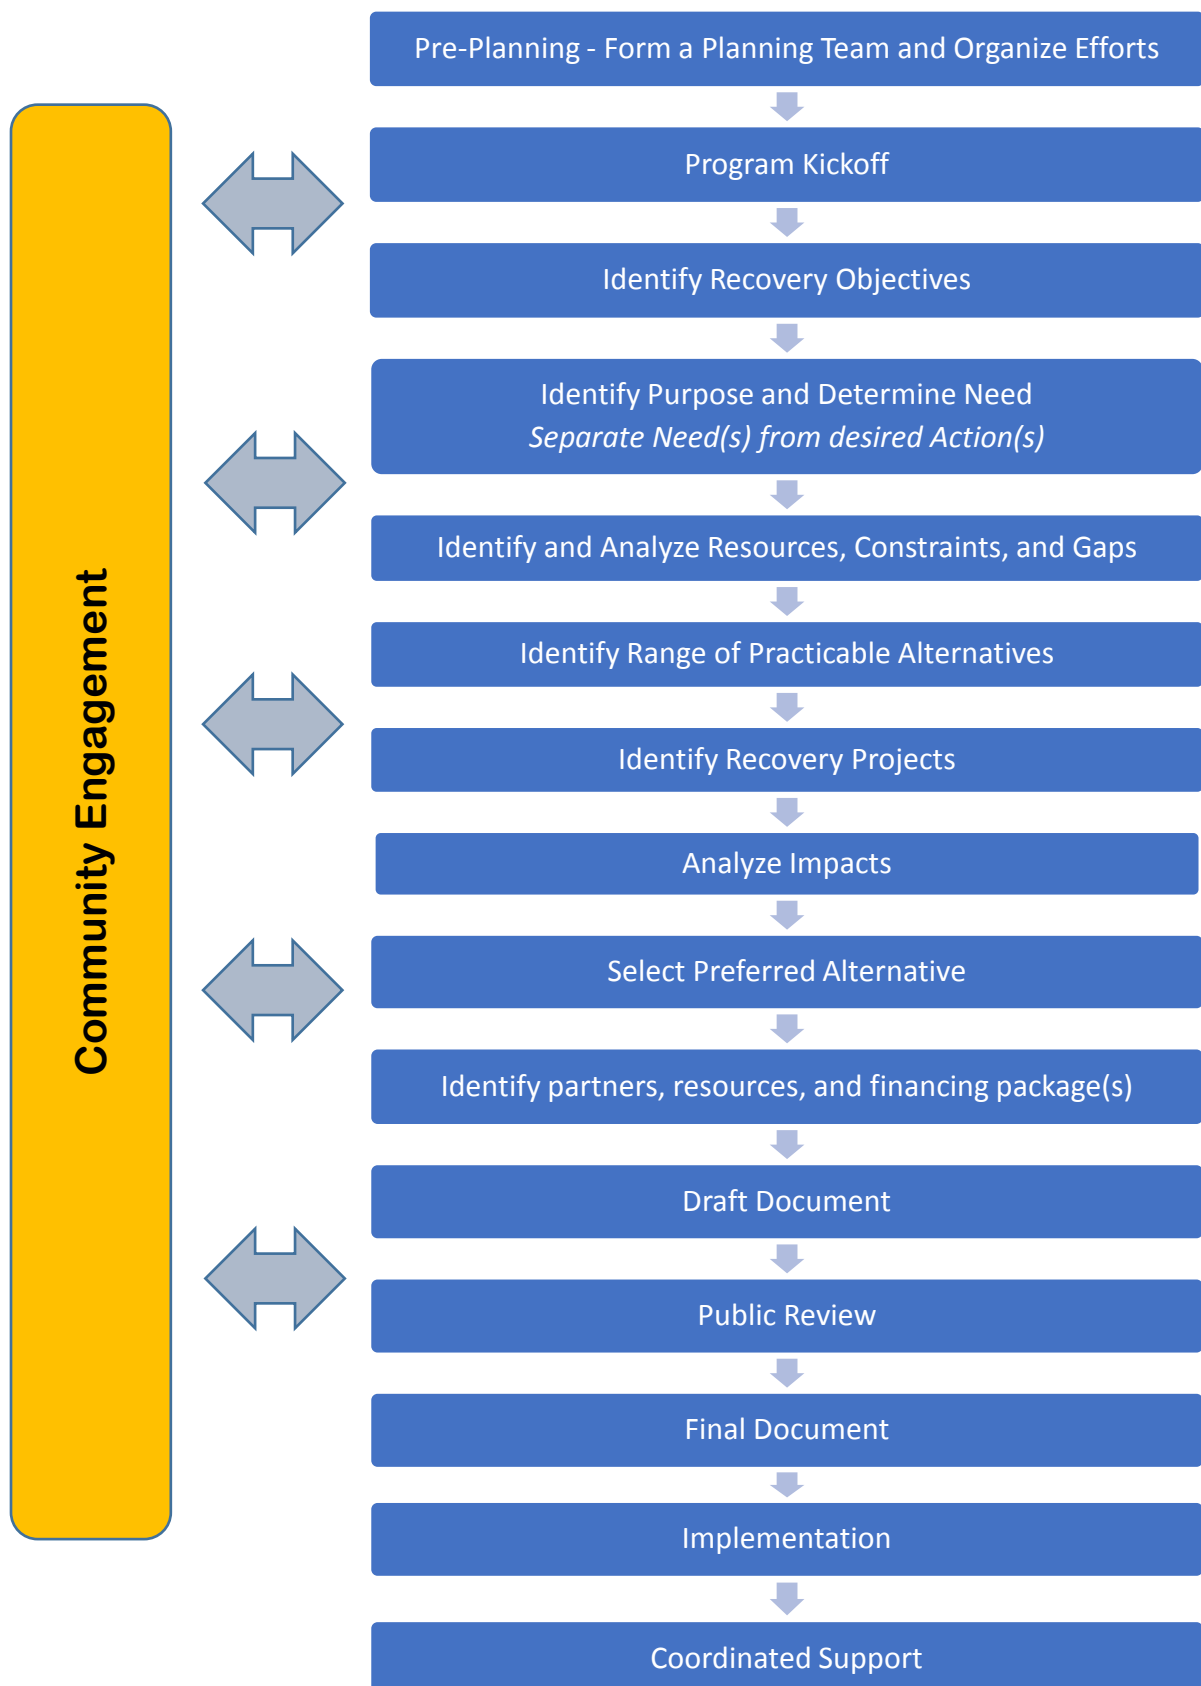 Pre-Planning - Form a Planning Team and Organize Efforts
Program Kickoff
Identify Recovery Objectives
Identify Purpose and Determine Need
Separate Need(s) from desired Action(s)
Identify and Analyze Resources, Constraints, and Gaps
Identify Range of Practicable Alternatives
Identify Recovery Projects
Analyze Impacts
Select Preferred Alternative
Identify partners, resources, and financing package(s)
Draft Document
Public Review
Final Document
Implementation
Coordinated Support
Community Engagement